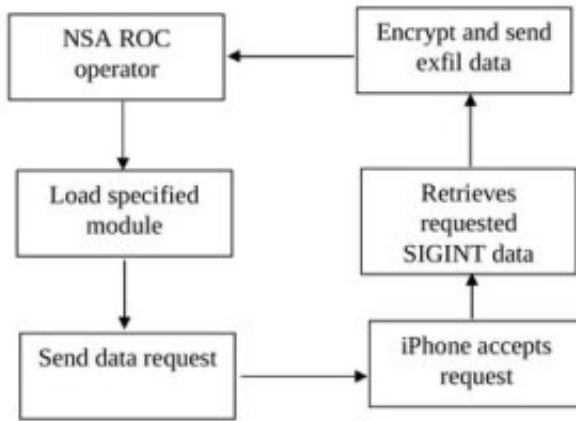 NSA ROC
operator
Load specified
module
Send data request
iPhone accepts
request
Retrieves
requested
SIGINT data
Encrypt and send
exfil data